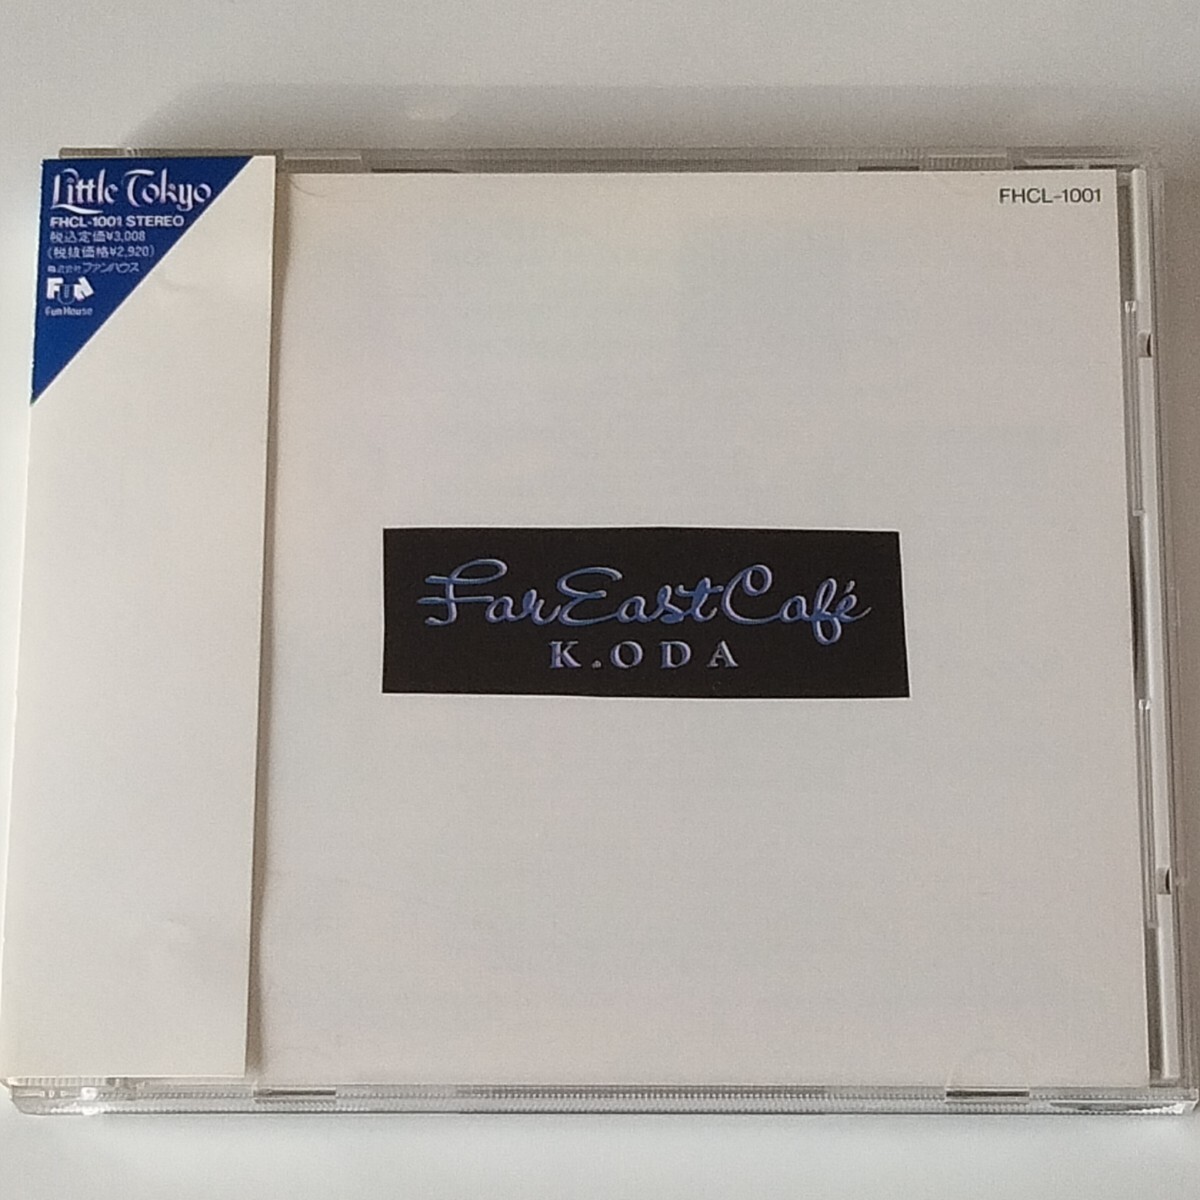 Little Tokyo
FHCL-1001 STEREO
税込定価¥3,008
(税抜価格¥2,920)
株式会社ファンハウス
FUN
Fun House
FHCL-1001
Far East Café
K.ODA